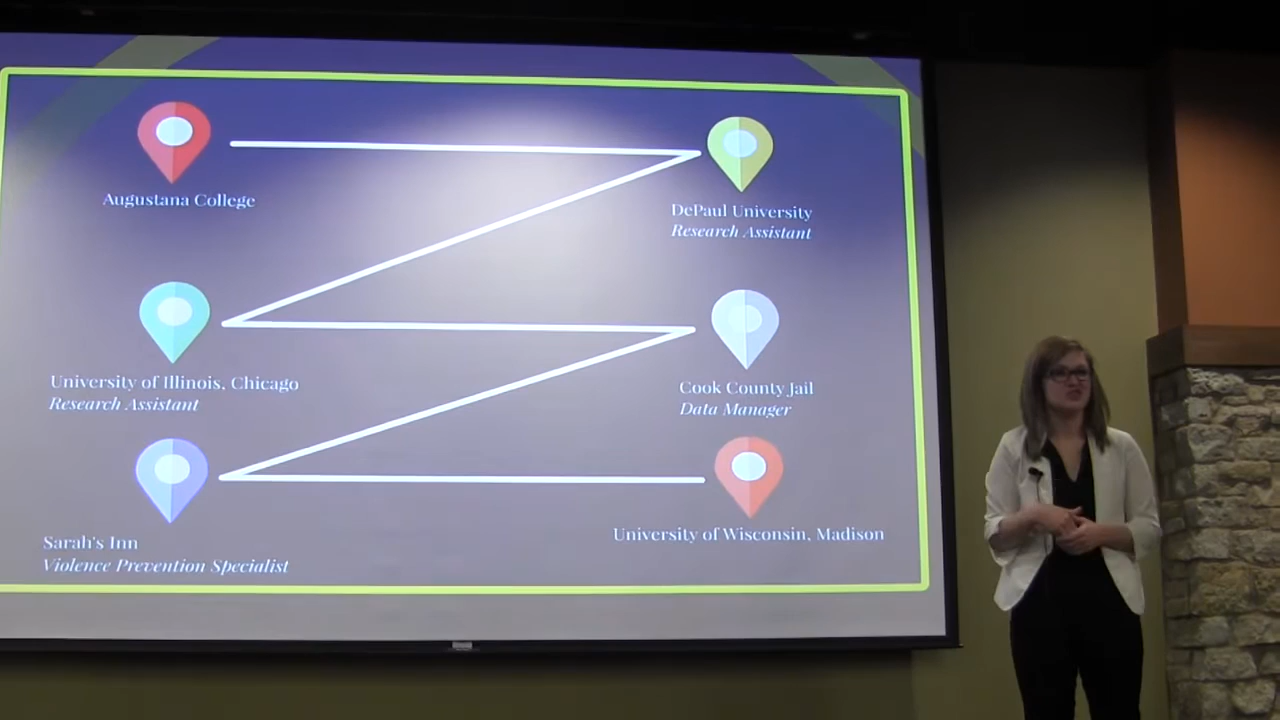 Augustana College
DePaul University
Research Assistant
University of Illinois, Chicago
Research Assistant
Cook County Jail
Data Manager
Sarah's Inn
Violence Prevention Specialist
University of Wisconsin, Madison